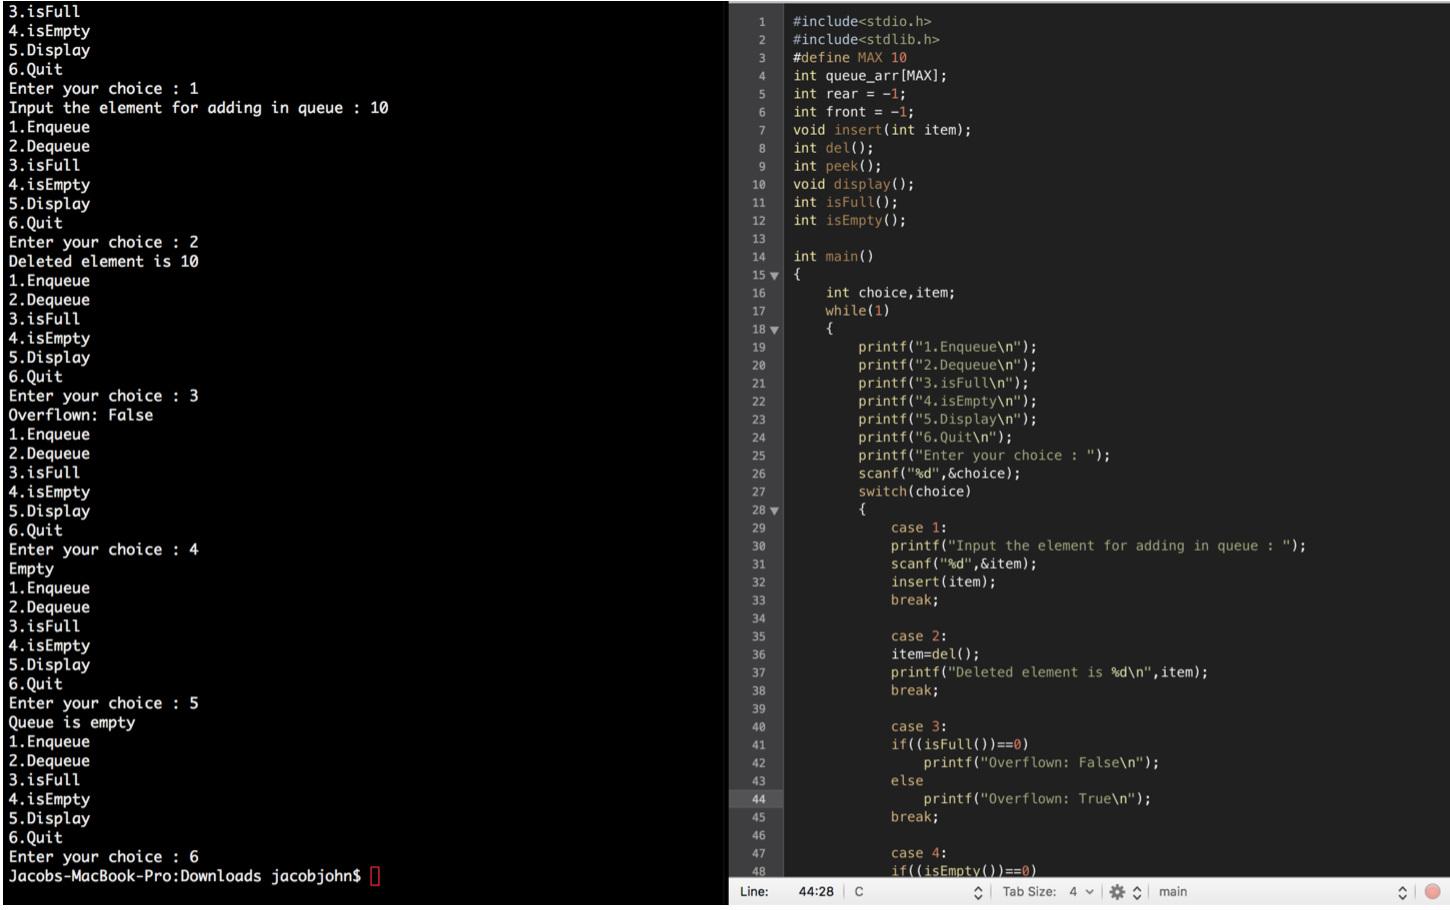 3.isFull
4.isEmpty
5.Display
6.Quit
Enter your choice : 1
Input the element for adding in queue : 10
1.Enqueue
2.Dequeue
3.isFull
4.isEmpty
5.Display
6.Quit
Enter your choice : 2
Deleted element is 10
1.Enqueue
2.Dequeue
3.isFull
4.isEmpty
5.Display
6.Quit
Enter your choice : 3
Overflown: False
1.Enqueue
2.Dequeue
3.isFull
4.isEmpty
5.Display
6.Quit
Enter your choice : 4
Empty
1.Enqueue
2.Dequeue
3.isFull
4.isEmpty
5.Display
6.Quit
Enter your choice : 5
Queue is empty
1.Enqueue
2.Dequeue
3.isFull
4.isEmpty
5.Display
6.Quit
Enter your choice : 6
Jacobs-MacBook-Pro:Downloads jacobjohn$
1 #include<stdio.h>
2 #include<stdlib.h>
3 #define MAX 10
4 int queue_arr[MAX];
5 int rear = -1;
6 int front = -1;
7 void insert(int item);
8 int del();
9 int peek();
10 void display();
11 int isFull();
12 int isEmpty();
13
14 int main()
15 {
16     int choice,item;
17     while(1)
18     {
19         printf("1.Enqueue\n");
20         printf("2.Dequeue\n");
21         printf("3.isFull\n");
22         printf("4.isEmpty\n");
23         printf("5.Display\n");
24         printf("6.Quit\n");
25         printf("Enter your choice : ");
26         scanf("%d",&choice);
27         switch(choice)
28         {
29             case 1:
30             printf("Input the element for adding in queue : ");
31             scanf("%d",&item);
32             insert(item);
33             break;
34
35             case 2:
36             item=del();
37             printf("Deleted element is %d\n",item);
38             break;
39
40             case 3:
41             if((isFull())==0)
42                 printf("Overflown: False\n");
43             else
44                 printf("Overflown: True\n");
45             break;
46
47             case 4:
48             if((isEmpty())==0)
Line: 44:28 C Tab Size: 4 main